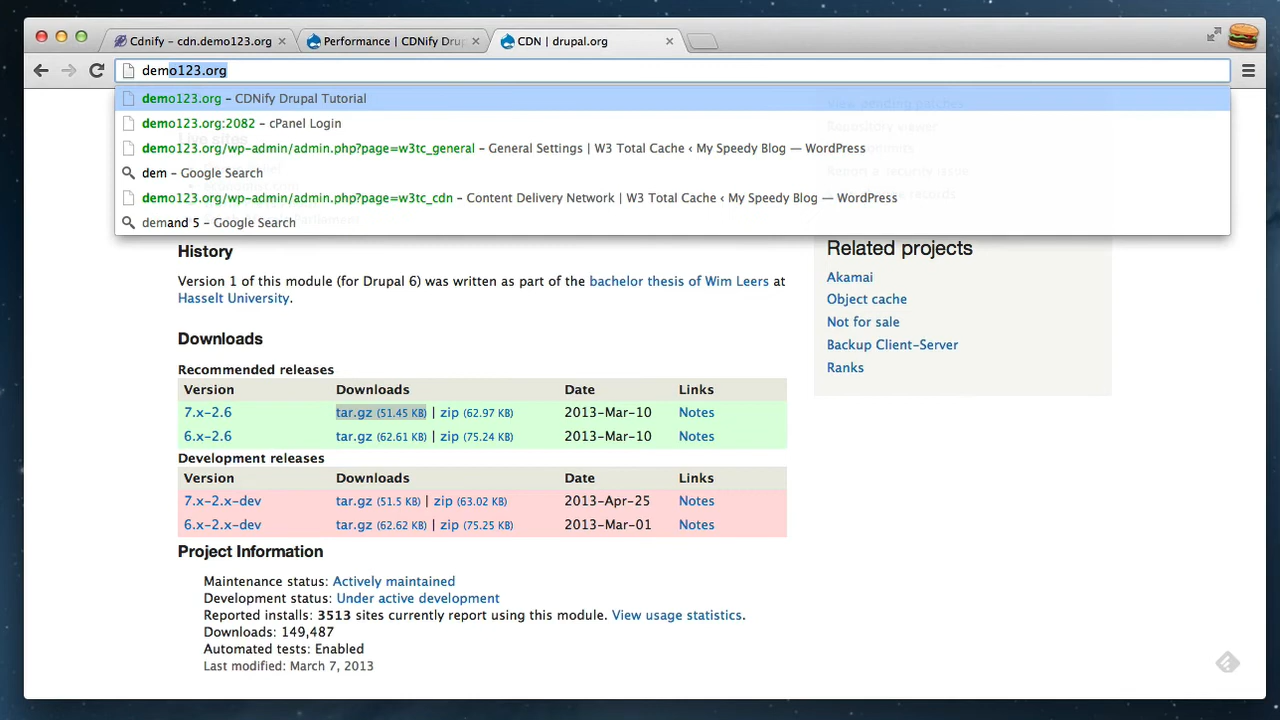 Cdnify – cdn.demo123.org
Performance | CDNify Drup
CDN | drupal.org
demo123.org
demo123.org – CDNify Drupal Tutorial
demo123.org:2082 – cPanel Login
demo123.org/wp-admin/admin.php?page=w3tc_general – General Settings | W3 Total Cache ‹ My Speedy Blog — WordPress
dem – Google Search
demo123.org/wp-admin/admin.php?page=w3tc_cdn – Content Delivery Network | W3 Total Cache ‹ My Speedy Blog — WordPress
demand 5 – Google Search
View pending patches
Repository viewer
Report a security issue
History
Version 1 of this module (for Drupal 6) was written as part of the bachelor thesis of Wim Leers at
Hasselt University.
Related projects
Akamai
Object cache
Not for sale
Backup Client-Server
Ranks
Downloads
Recommended releases
Version Downloads Date Links
7.x-2.6 tar.gz (51.45 KB) | zip (62.97 KB) 2013-Mar-10 Notes
6.x-2.6 tar.gz (62.61 KB) | zip (75.24 KB) 2013-Mar-10 Notes
Development releases
Version Downloads Date Links
7.x-2.x-dev tar.gz (51.5 KB) | zip (63.02 KB) 2013-Apr-25 Notes
6.x-2.x-dev tar.gz (62.62 KB) | zip (75.25 KB) 2013-Mar-01 Notes
Project Information
Maintenance status: Actively maintained
Development status: Under active development
Reported installs: 3513 sites currently report using this module. View usage statistics.
Downloads: 149,487
Automated tests: Enabled
Last modified: March 7, 2013